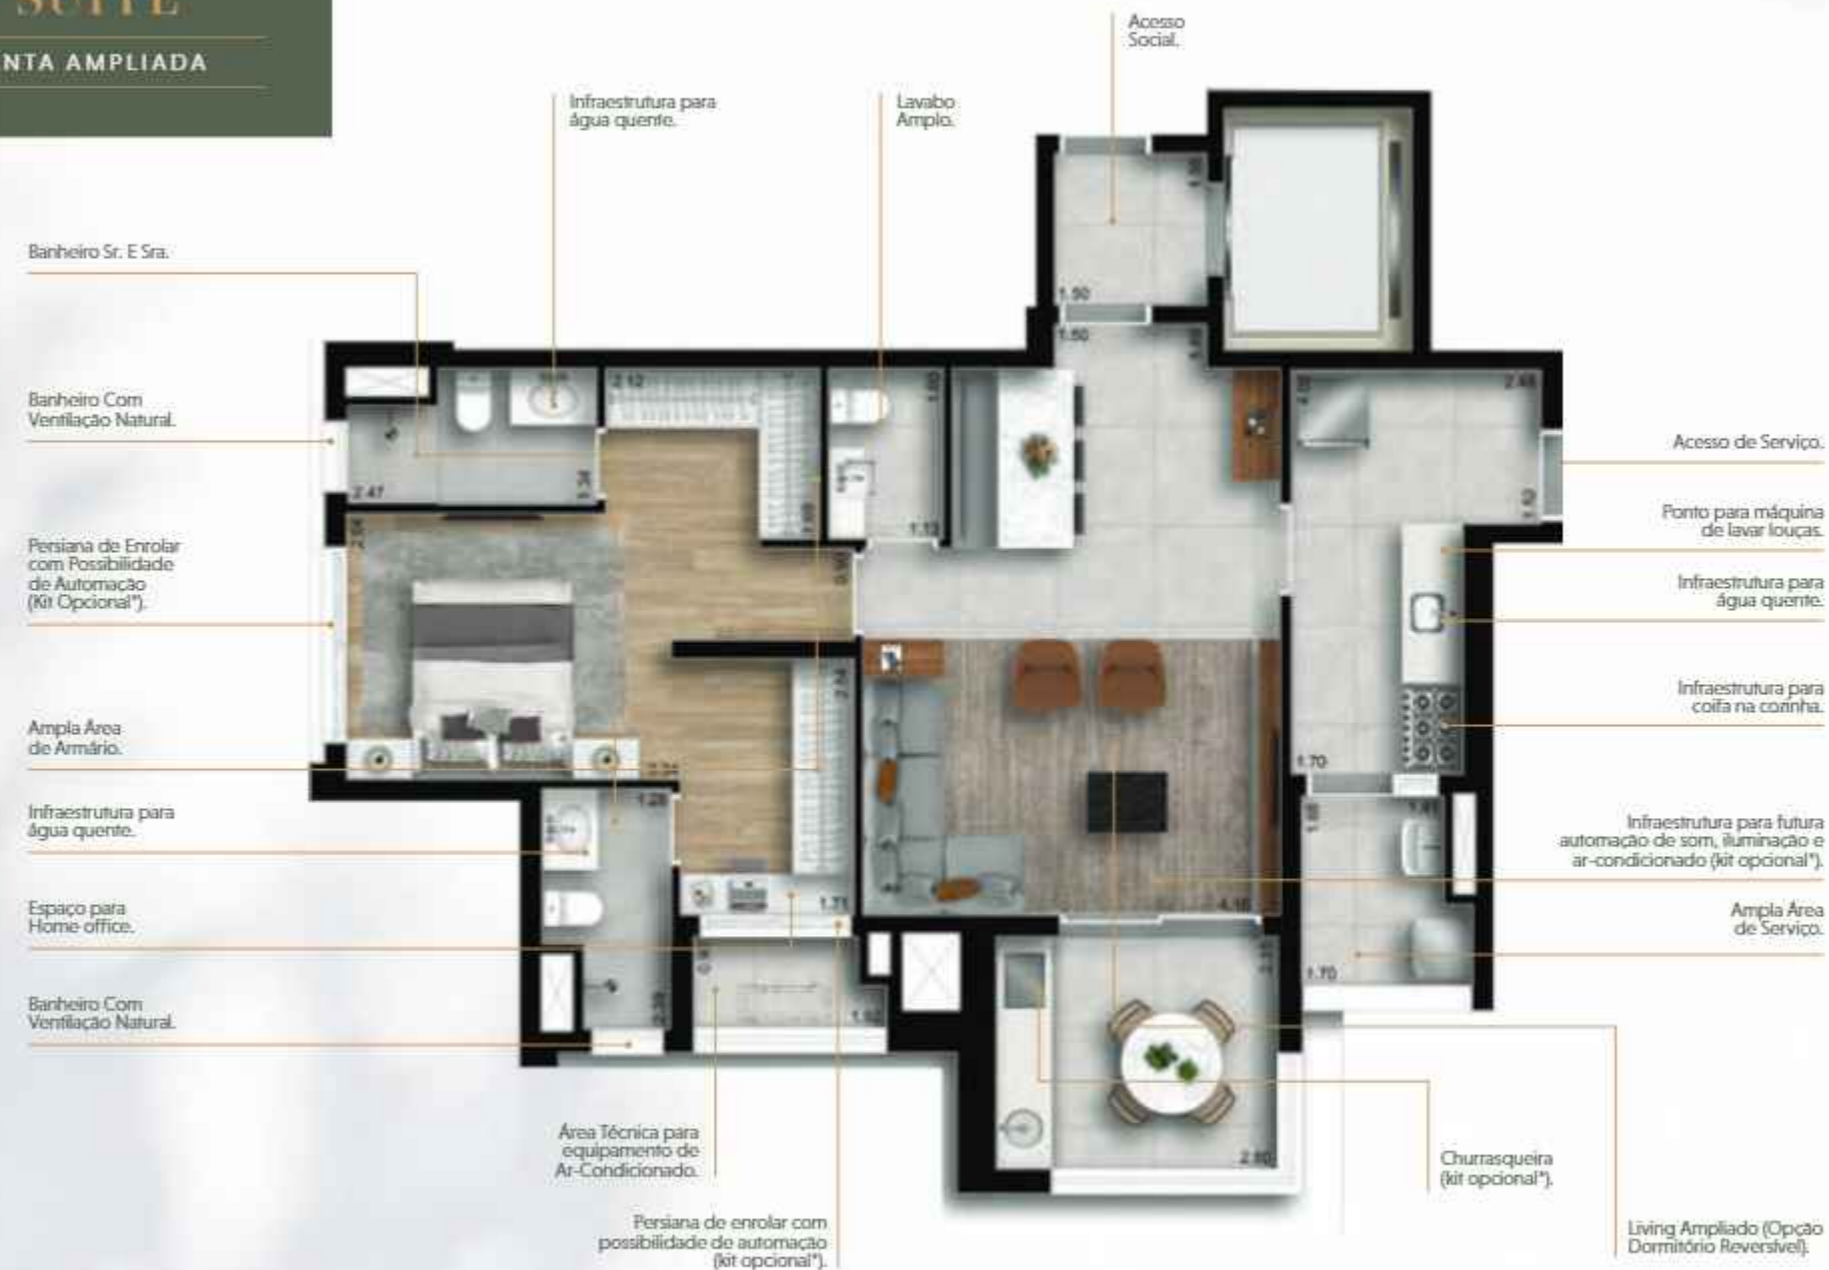 SUÍTE
NTA AMPLIADA
Acesso
Social.
Infraestrutura para
água quente.
Lavabo
Amplo.
Banheiro Sr. E Sra.
Banheiro Com
Ventilação Natural.
Persiana de Enrolar
com Possibilidade
de Automação
(Kit Opcional*).
Ampla Área
de Armário.
Infraestrutura para
água quente.
Espaço para
Home office.
Banheiro Com
Ventilação Natural.
Acesso de Serviço.
Ponto para máquina
de lavar louças.
Infraestrutura para
água quente.
Infraestrutura para
coifa na cozinha.
Infraestrutura para futura
automação de som, iluminação e
ar-condicionado (kit opcional*).
Ampla Área
de Serviço.
Área Técnica para
equipamento de
Ar-Condicionado.
Persiana de enrolar com
possibilidade de automação
(kit opcional*).
Churrasqueira
(kit opcional*).
Living Ampliado (Opção
Dormitório Reversível).
1.50
1.50
2.12
2.47
1.13
2.48
1.52
1.70
1.28
1.71
4.16
1.70
2.39
2.80